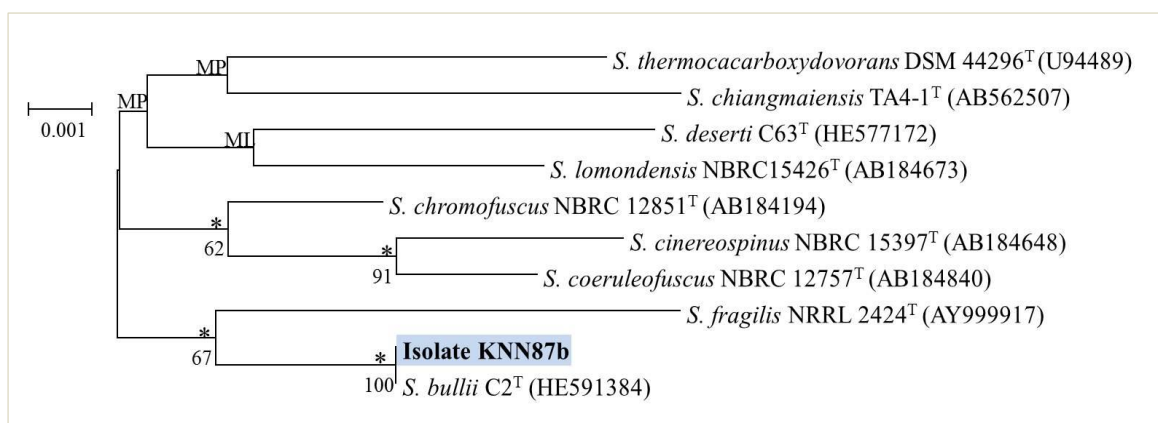 S. thermocacarboxydovorans DSM 44296ᵀ (U94489)
MP
S. chiangmaiensis TA4-1ᵀ (AB562507)
MP
0.001
S. deserti C63ᵀ (HE577172)
ML
S. lomondensis NBRC15426ᵀ (AB184673)
S. chromofuscus NBRC 12851ᵀ (AB184194)
*
62
S. cinereospinus NBRC 15397ᵀ (AB184648)
*
91
S. coeruleofuscus NBRC 12757ᵀ (AB184840)
S. fragilis NRRL 2424ᵀ (AY999917)
*
67
Isolate KNN87b
*
100
S. bullii C2ᵀ (HE591384)